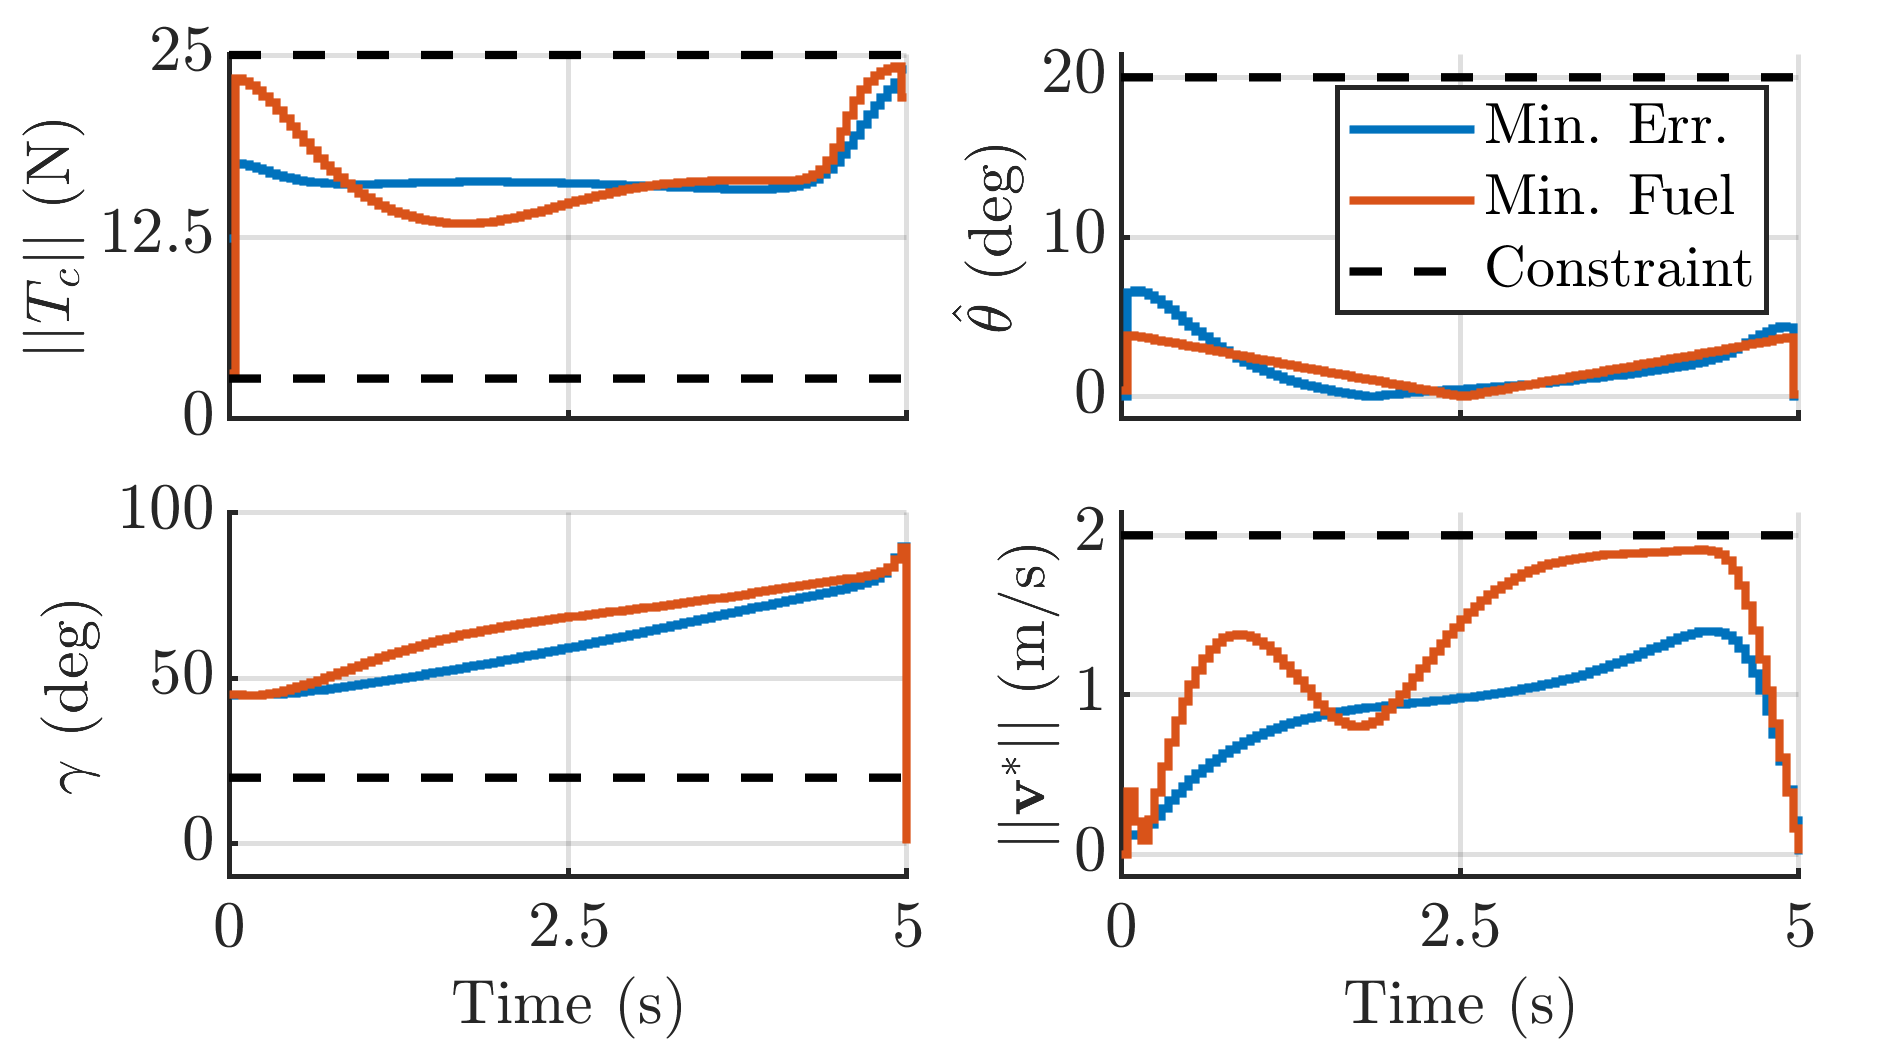 25
12.5
0
||T_c|| (N)
20
10
0
θ̂ (deg)
Min. Err.
Min. Fuel
Constraint
100
50
0
γ (deg)
0
2.5
5
Time (s)
2
1
0
||v*|| (m/s)
0
2.5
5
Time (s)